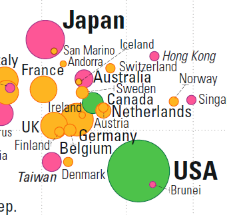 Japan
San Marino
Iceland
Andorra
Hong Kong
aly
France
Switzerland
Australia
Norway
Sweden
Canada
Singa
Ireland
Netherlands
rus
UK
Austria
Germany
Finland
Belgium
ia
Taiwan
Denmark
USA
Brunei
ep.